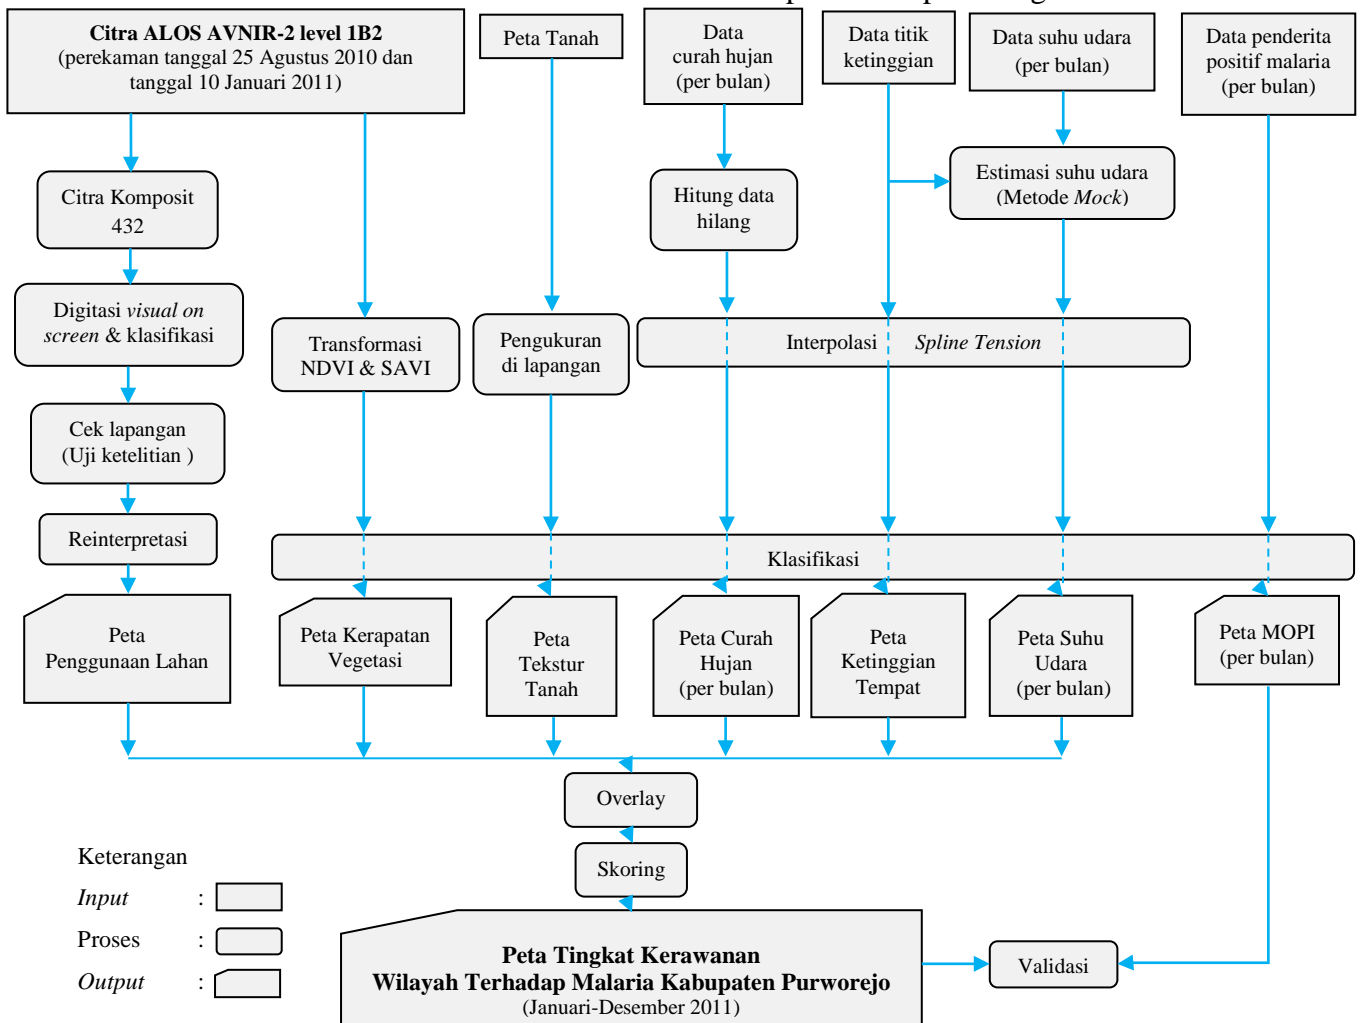 Citra ALOS AVNIR-2 level 1B2
(perekaman tanggal 25 Agustus 2010 dan
tanggal 10 Januari 2011)
Peta Tanah
Data
curah hujan
(per bulan)
Data titik
ketinggian
Data suhu udara
(per bulan)
Data penderita
positif malaria
(per bulan)
Citra Komposit
432
Hitung data
hilang
Estimasi suhu udara
(Metode Mock)
Digitasi visual on
screen & klasifikasi
Transformasi
NDVI & SAVI
Pengukuran
di lapangan
Interpolasi Spline Tension
Cek lapangan
(Uji ketelitian )
Reinterpretasi
Klasifikasi
Peta
Penggunaan Lahan
Peta Kerapatan
Vegetasi
Peta
Tekstur
Tanah
Peta Curah
Hujan
(per bulan)
Peta
Ketinggian
Tempat
Peta Suhu
Udara
(per bulan)
Peta MOPI
(per bulan)
Overlay
Skoring
Keterangan
Input :
Proses :
Output :
Peta Tingkat Kerawanan
Wilayah Terhadap Malaria Kabupaten Purworejo
(Januari-Desember 2011)
Validasi